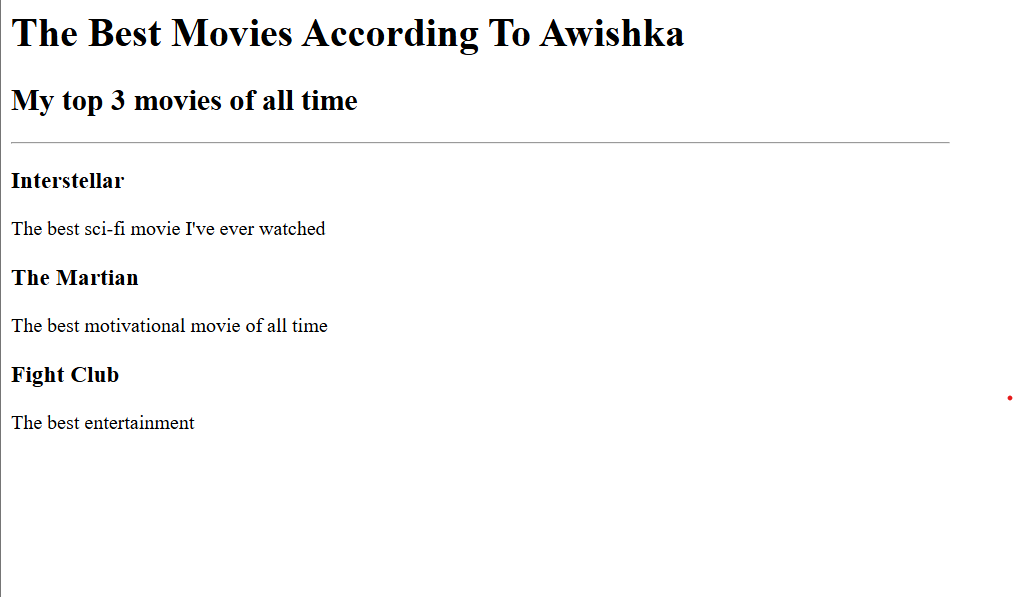 The Best Movies According To Awishka
My top 3 movies of all time
Interstellar
The best sci-fi movie I've ever watched
The Martian
The best motivational movie of all time
Fight Club
The best entertainment